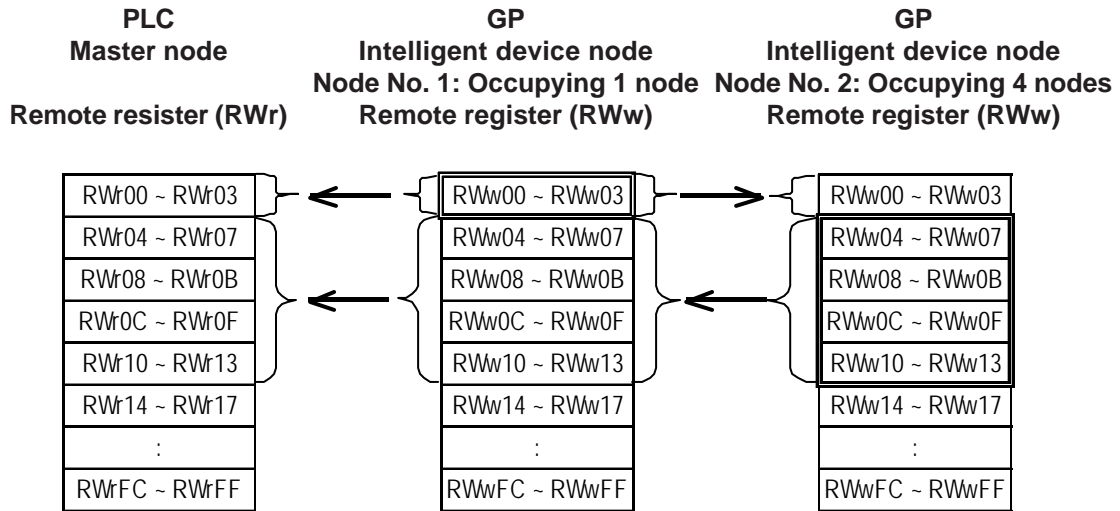 PLC GP GP
Master node Intelligent device node Intelligent device node
Node No. 1: Occupying 1 node Node No. 2: Occupying 4 nodes
Remote resister (RWr) Remote register (RWw) Remote register (RWw)
RWr00 ~ RWr03 RWw00 ~ RWw03 RWw00 ~ RWw03
RWr04 ~ RWr07 RWw04 ~ RWw07 RWw04 ~ RWw07
RWr08 ~ RWr0B RWw08 ~ RWw0B RWw08 ~ RWw0B
RWr0C ~ RWr0F RWw0C ~ RWw0F RWw0C ~ RWw0F
RWr10 ~ RWr13 RWw10 ~ RWw13 RWw10 ~ RWw13
RWr14 ~ RWr17 RWw14 ~ RWw17 RWw14 ~ RWw17
: : :
RWrFC ~ RWrFF RWwFC ~ RWwFF RWwFC ~ RWwFF